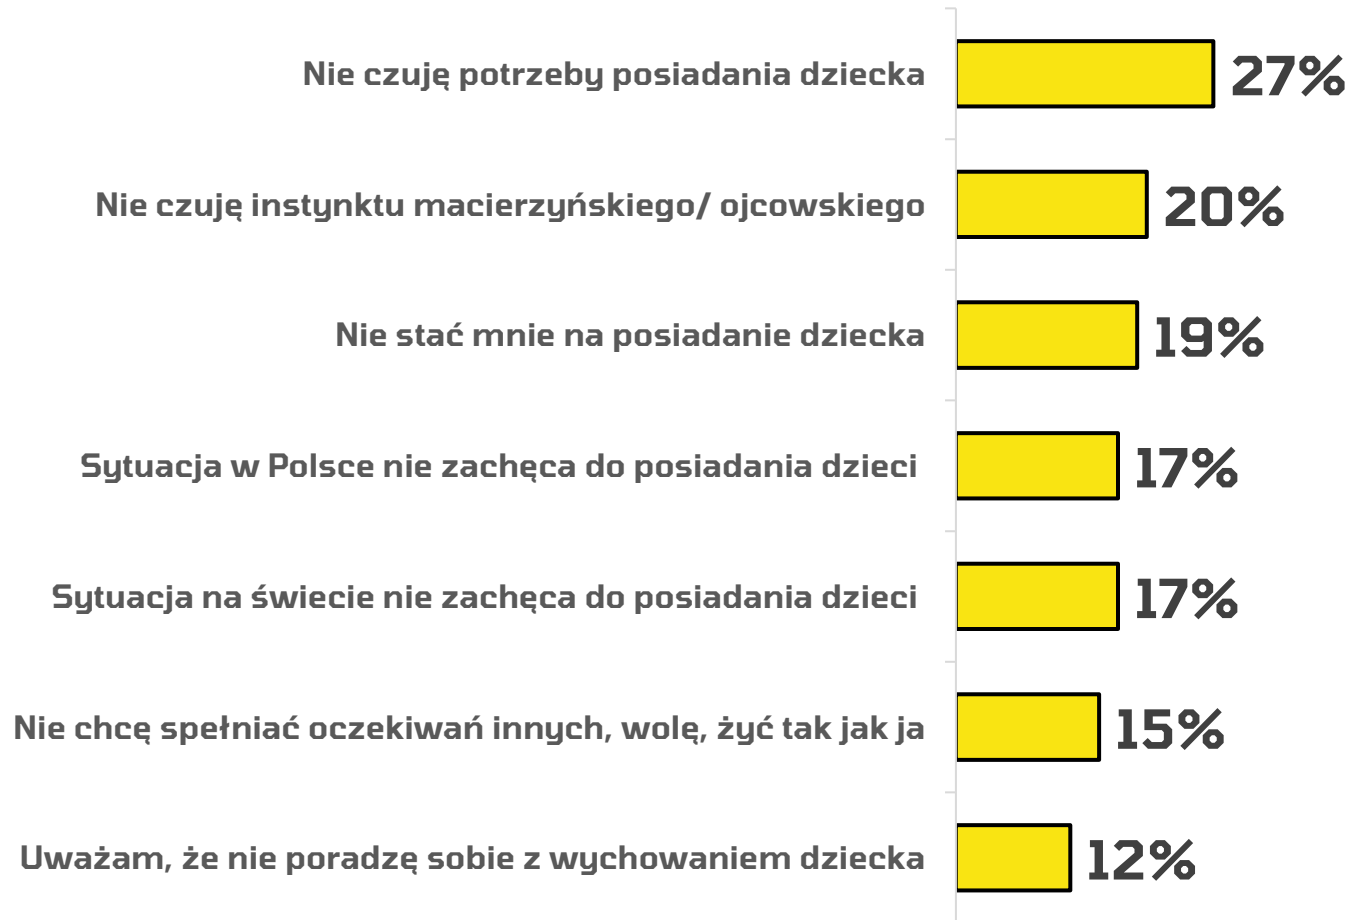 Nie czuję potrzeby posiadania dziecka 27%
Nie czuję instynktu macierzyńskiego/ ojcowskiego 20%
Nie stać mnie na posiadanie dziecka 19%
Sytuacja w Polsce nie zachęca do posiadania dzieci 17%
Sytuacja na świecie nie zachęca do posiadania dzieci 17%
Nie chcę spełniać oczekiwań innych, wolę, żyć tak jak ja 15%
Uważam, że nie poradzę sobie z wychowaniem dziecka 12%